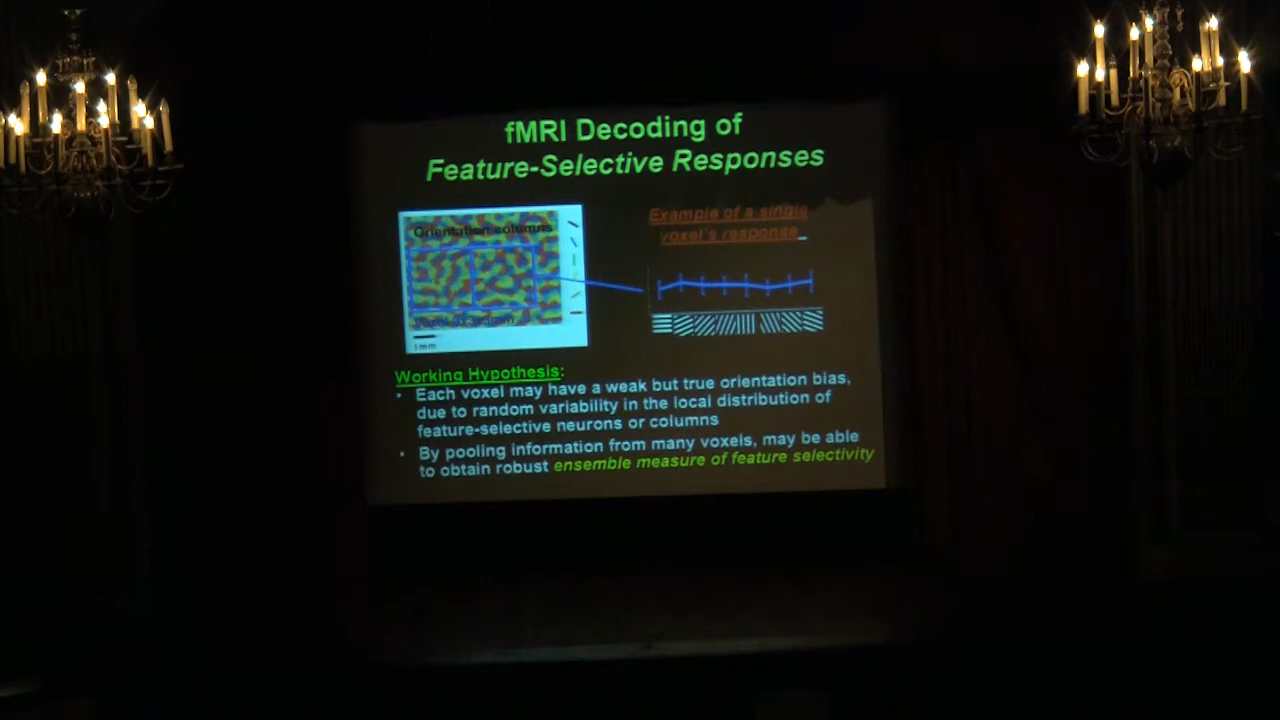 fMRI Decoding of
Feature-Selective Responses
Orientation columns
Example of a single
voxel's response
1mm
Working Hypothesis:
• Each voxel may have a weak but true orientation bias,
due to random variability in the local distribution of
feature-selective neurons or columns
• By pooling information from many voxels, may be able
to obtain robust ensemble measure of feature selectivity